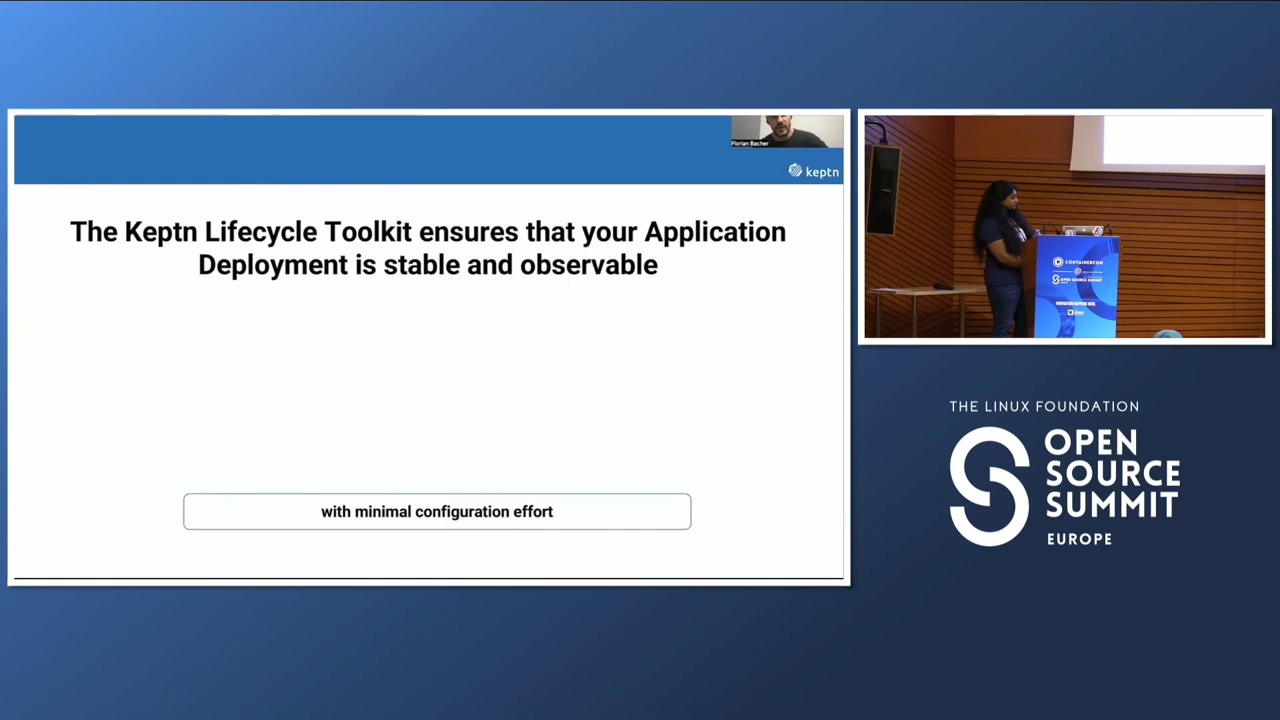 Florian Bacher
keptn
The Keptn Lifecycle Toolkit ensures that your Application
Deployment is stable and observable
with minimal configuration effort
CONTAINERCON
@
OPEN SOURCE SUMMIT
THE LINUX FOUNDATION
OPEN
SOURCE
SUMMIT
EUROPE